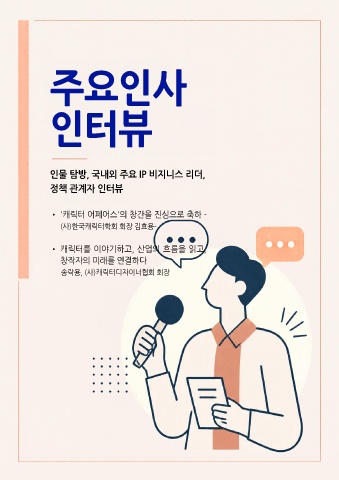 주요인사
인터뷰
인물 탐방, 국내외 주요 IP 비지니스 리더,
정책 관계자 인터뷰
• '캐릭터 어페어스'의 창간을 진심으로 축하 -
(사)한국캐릭터학회 회장 김효용-
• 캐릭터를 이야기하고, 산업의 흐름을 읽고,
창작자의 미래를 연결하다
송락용, (사)캐릭터디자이너협회 회장